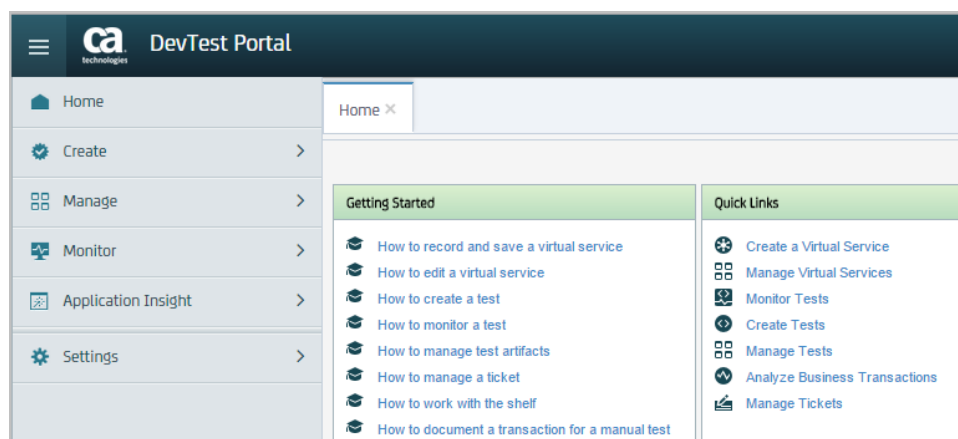 ca
technologies
DevTest Portal
Home
Create
Manage
Monitor
Application Insight
Settings
Home ×
Getting Started
How to record and save a virtual service
How to edit a virtual service
How to create a test
How to monitor a test
How to manage test artifacts
How to manage a ticket
How to work with the shelf
How to document a transaction for a manual test
Quick Links
Create a Virtual Service
Manage Virtual Services
Monitor Tests
Create Tests
Manage Tests
Analyze Business Transactions
Manage Tickets